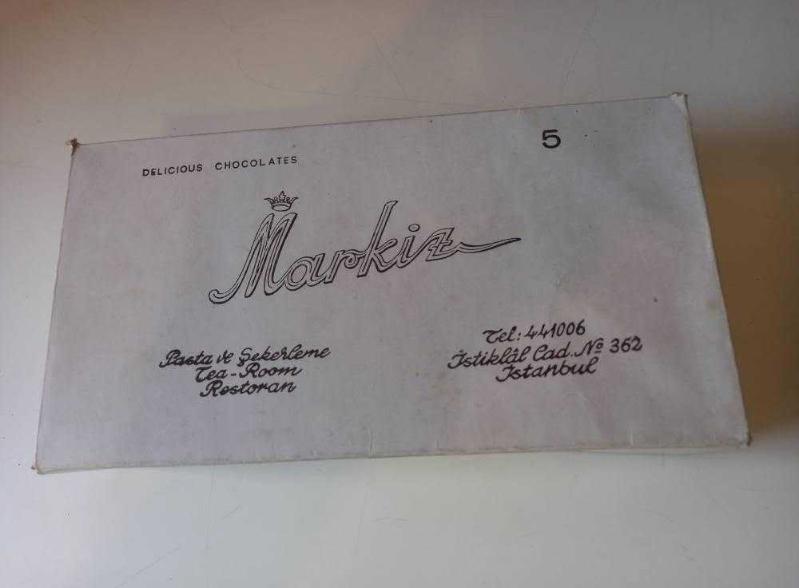 DELICIOUS CHOCOLATES
5
Markiz
Pasta ve Şekerleme
Tea-Room
Restoran
Tel: 441006
İstiklâl Cad. No 362
İstanbul